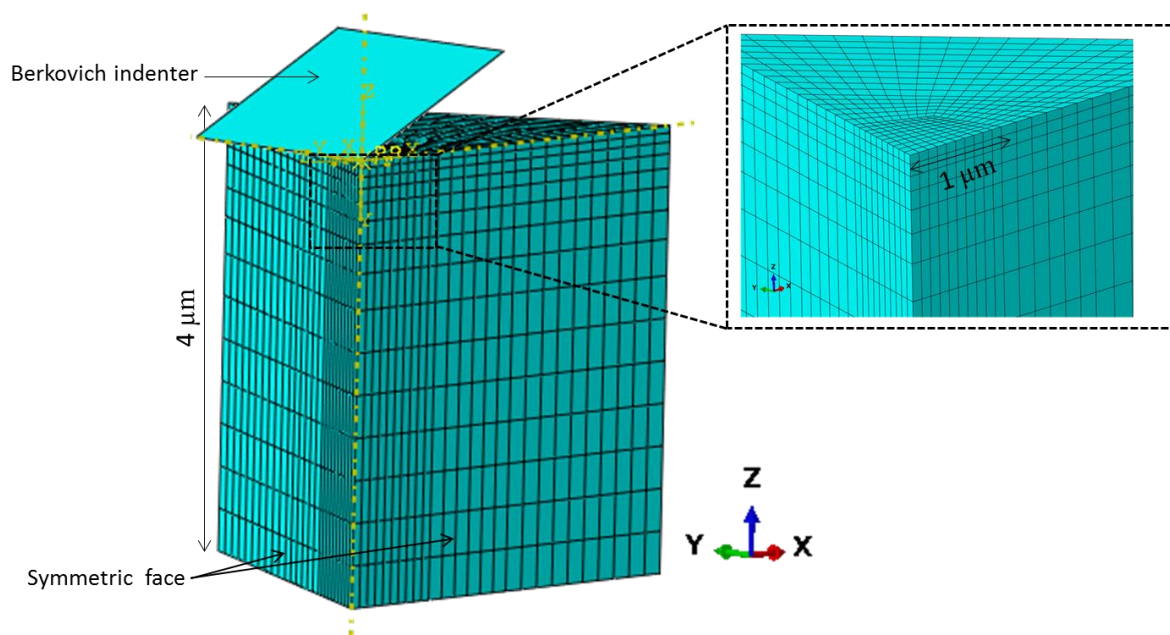 Berkovich indenter
4 μm
Symmetric face
1 μm
Z
Y
X
Z
Y
X